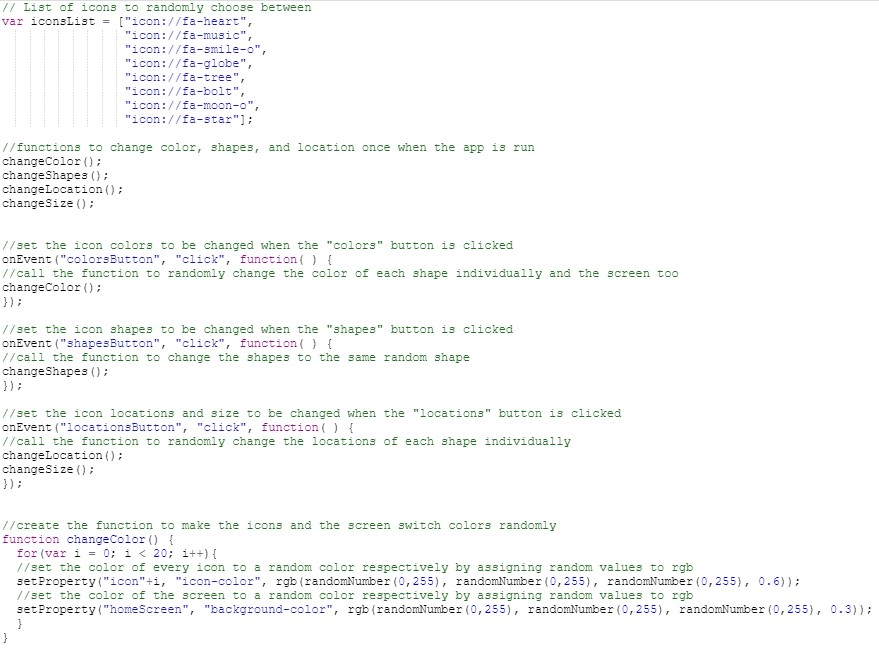 // List of icons to randomly choose between
var iconsList = ["icon://fa-heart",
"icon://fa-music",
"icon://fa-smile-o",
"icon://fa-globe",
"icon://fa-tree",
"icon://fa-bolt",
"icon://fa-moon-o",
"icon://fa-star"];
//functions to change color, shapes, and location once when the app is run
changeColor();
changeShapes();
changeLocation();
changeSize();
//set the icon colors to be changed when the "colors" button is clicked
onEvent("colorsButton", "click", function( ) {
//call the function to randomly change the color of each shape individually and the screen too
changeColor();
});
//set the icon shapes to be changed when the "shapes" button is clicked
onEvent("shapesButton", "click", function( ) {
//call the function to change the shapes to the same random shape
changeShapes();
});
//set the icon locations and size to be changed when the "locations" button is clicked
onEvent("locationsButton", "click", function( ) {
//call the function to randomly change the locations of each shape individually
changeLocation();
changeSize();
});
//create the function to make the icons and the screen switch colors randomly
function changeColor() {
for(var i = 0; i < 20; i++){
//set the color of every icon to a random color respectively by assigning random values to rgb
setProperty("icon"+i, "icon-color", rgb(randomNumber(0,255), randomNumber(0,255), randomNumber(0,255), 0.6));
//set the color of the screen to a random color respectively by assigning random values to rgb
setProperty("homeScreen", "background-color", rgb(randomNumber(0,255), randomNumber(0,255), randomNumber(0,255), 0.3));
}
}